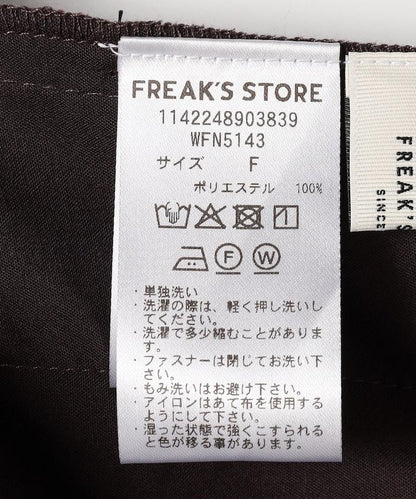 FREAK'S STORE
1142248903839
WFN5143
サイズ F
ポリエステル 100%
F W
・単独洗い
・洗濯の際は、軽く押し洗いし
てください。
・洗濯で多少縮むことがありま
す。
・ファスナーは閉じてお洗い下
さい。
・もみ洗いはお避け下さい。
・アイロンはあて布を使用する
ようにして下さい。
・湿った状態で強くこすられる
と色が移る事が有ります。
FREAK'S
SINCE